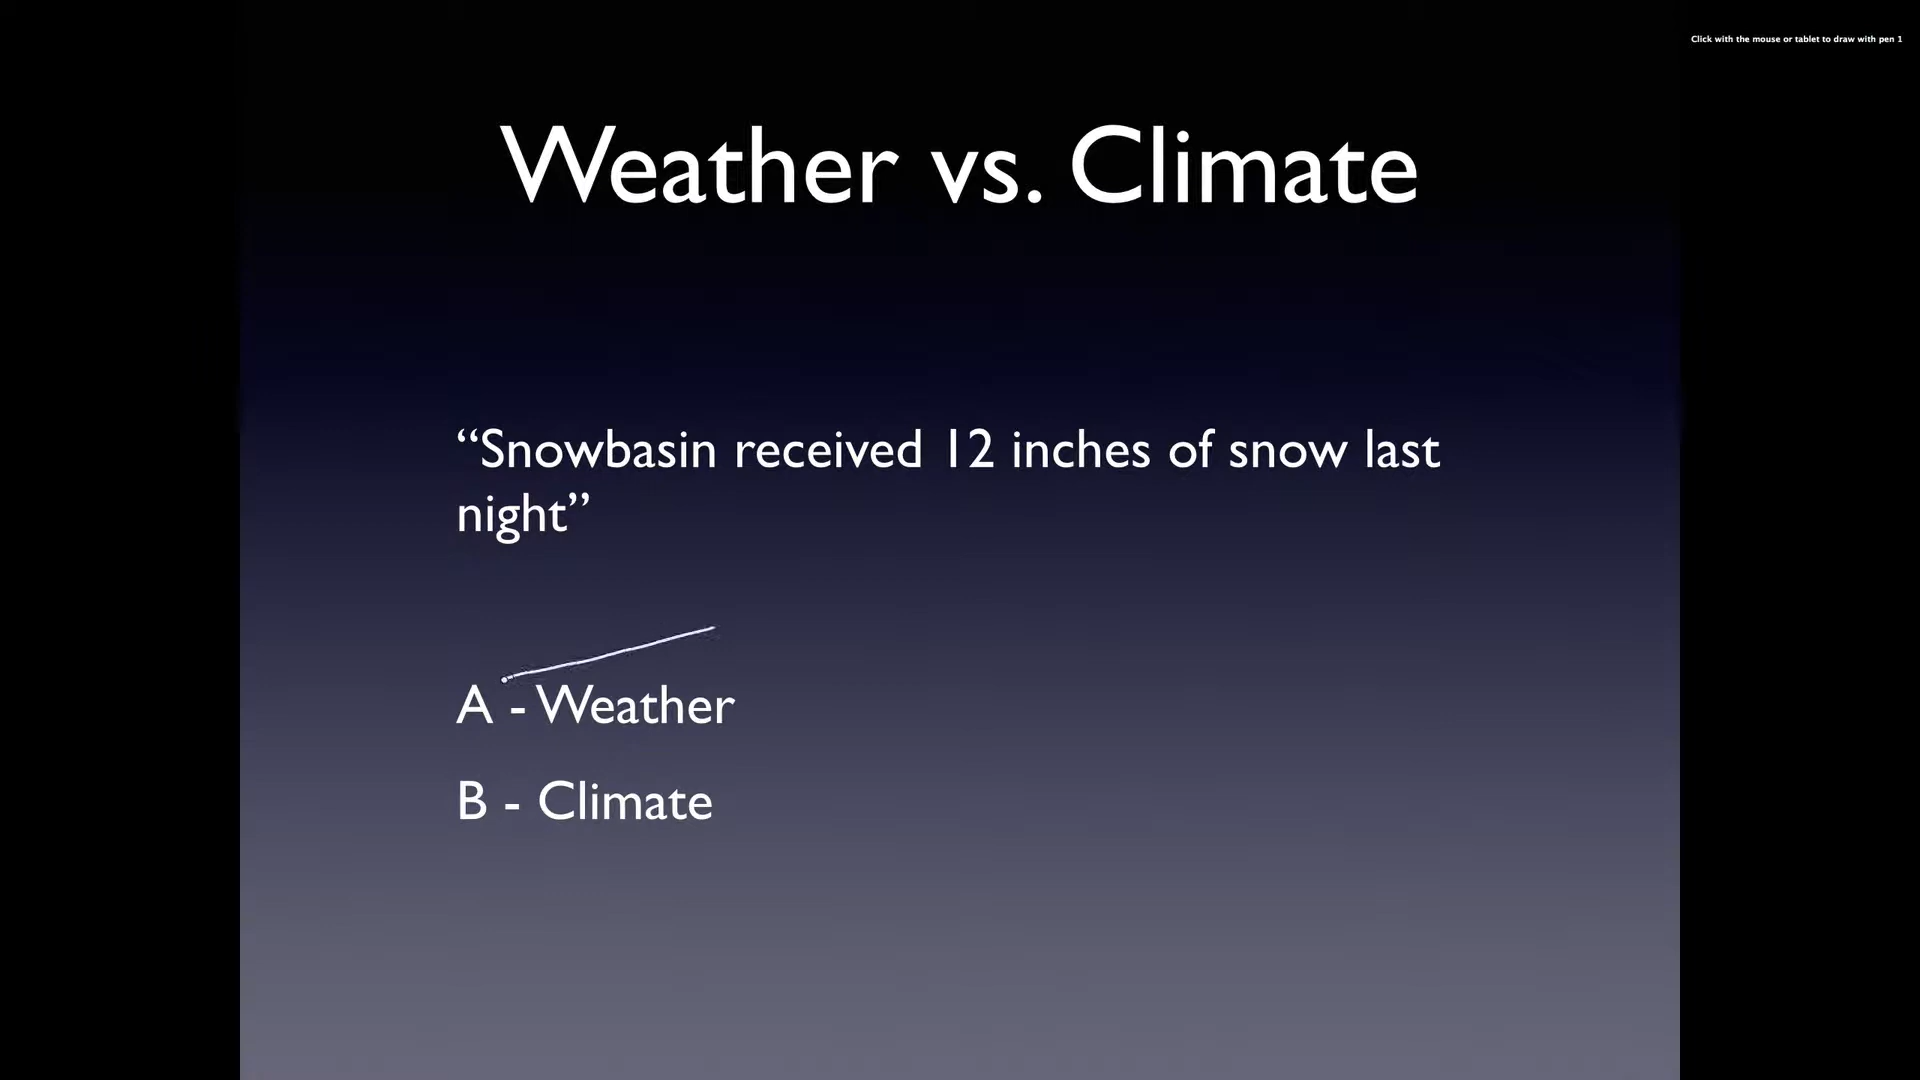 Click with the mouse or tablet to draw with pen 1
Weather vs. Climate
“Snowbasin received 12 inches of snow last
night”
A - Weather
B - Climate